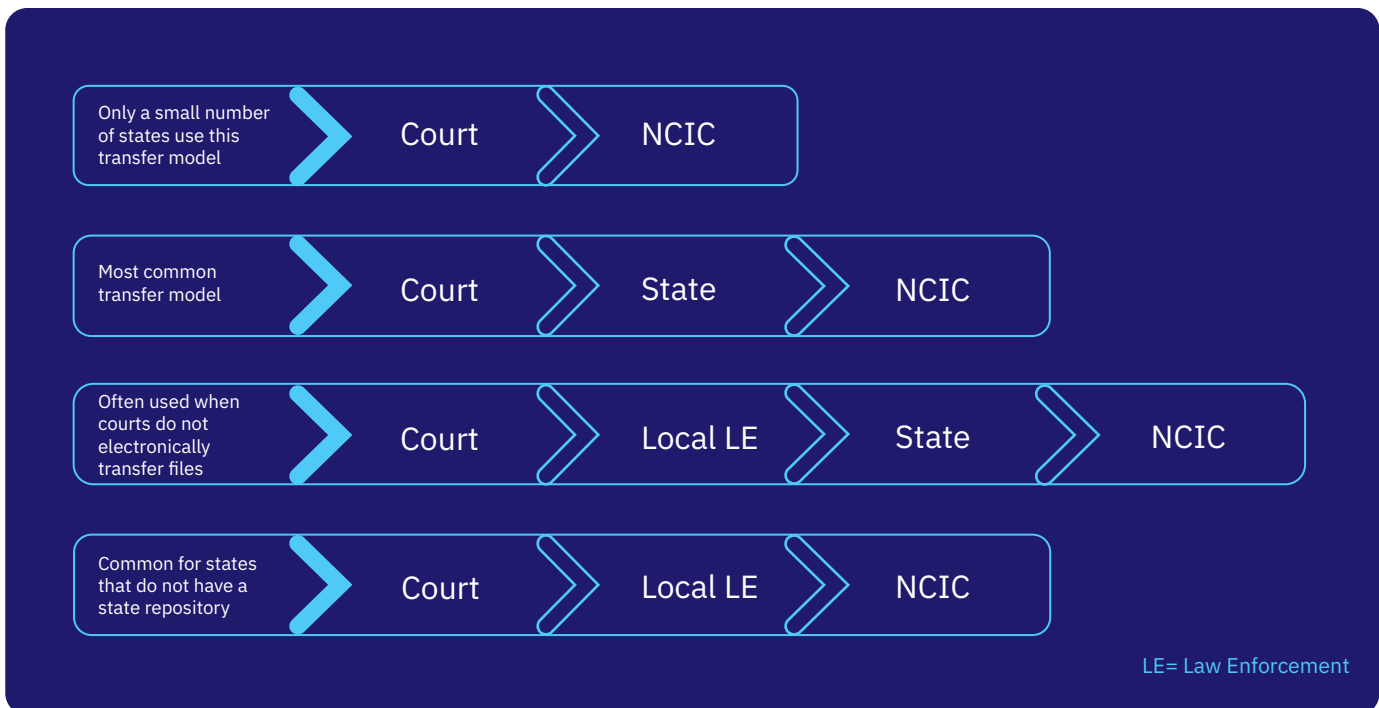 Only a small number
of states use this
transfer model
Court
NCIC
Most common
transfer model
Court
State
NCIC
Often used when
courts do not
electronically
transfer files
Court
Local LE
State
NCIC
Common for states
that do not have a
state repository
Court
Local LE
NCIC
LE= Law Enforcement